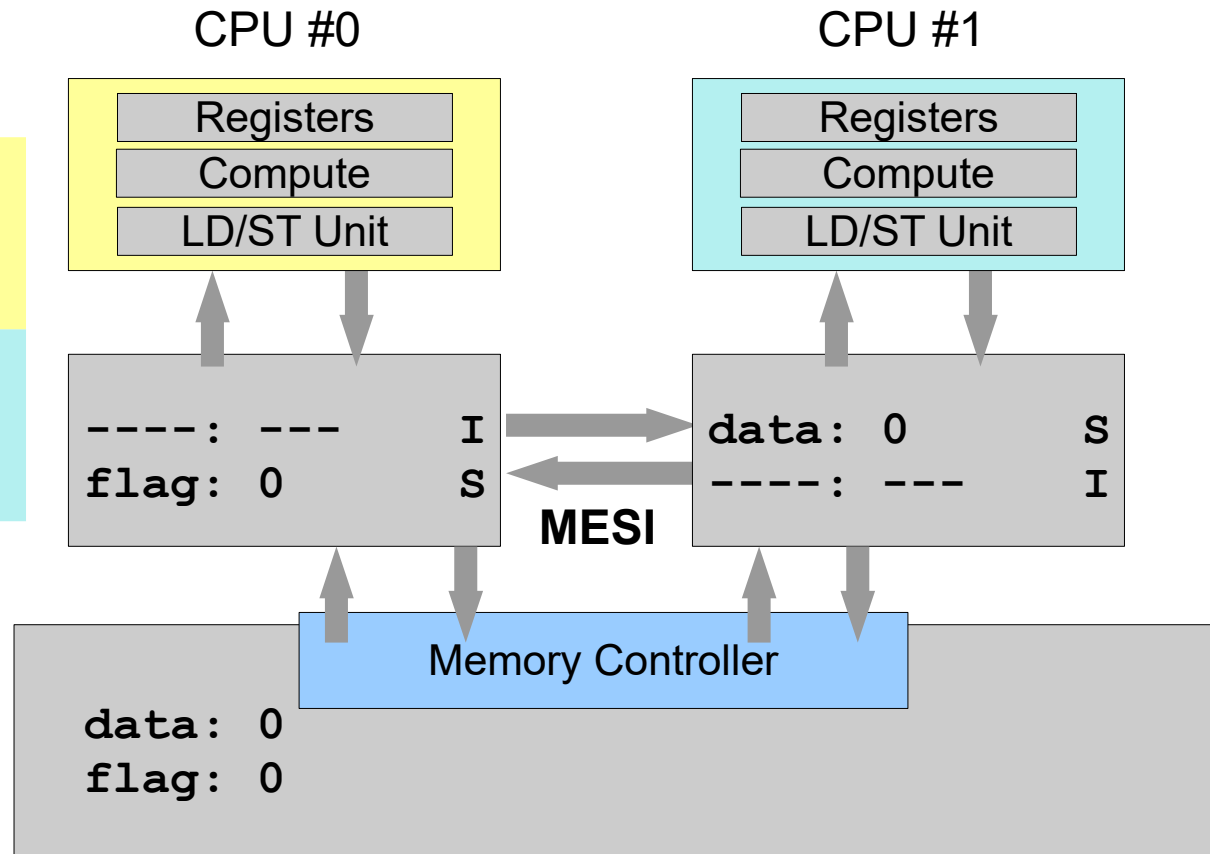 CPU #0
CPU #1
Registers
Compute
LD/ST Unit
Registers
Compute
LD/ST Unit
----: --- I
flag: 0 S
data: 0 S
----: --- I
MESI
Memory Controller
data: 0
flag: 0